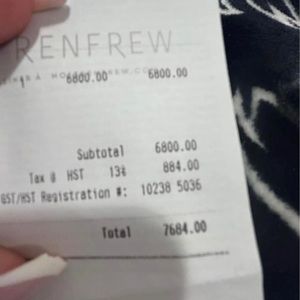 RENFREW
1 6800.00 6800.00
Subtotal 6800.00
Tax @ HST 13% 884.00
GST/HST Registration #: 10238 5036
Total 7684.00